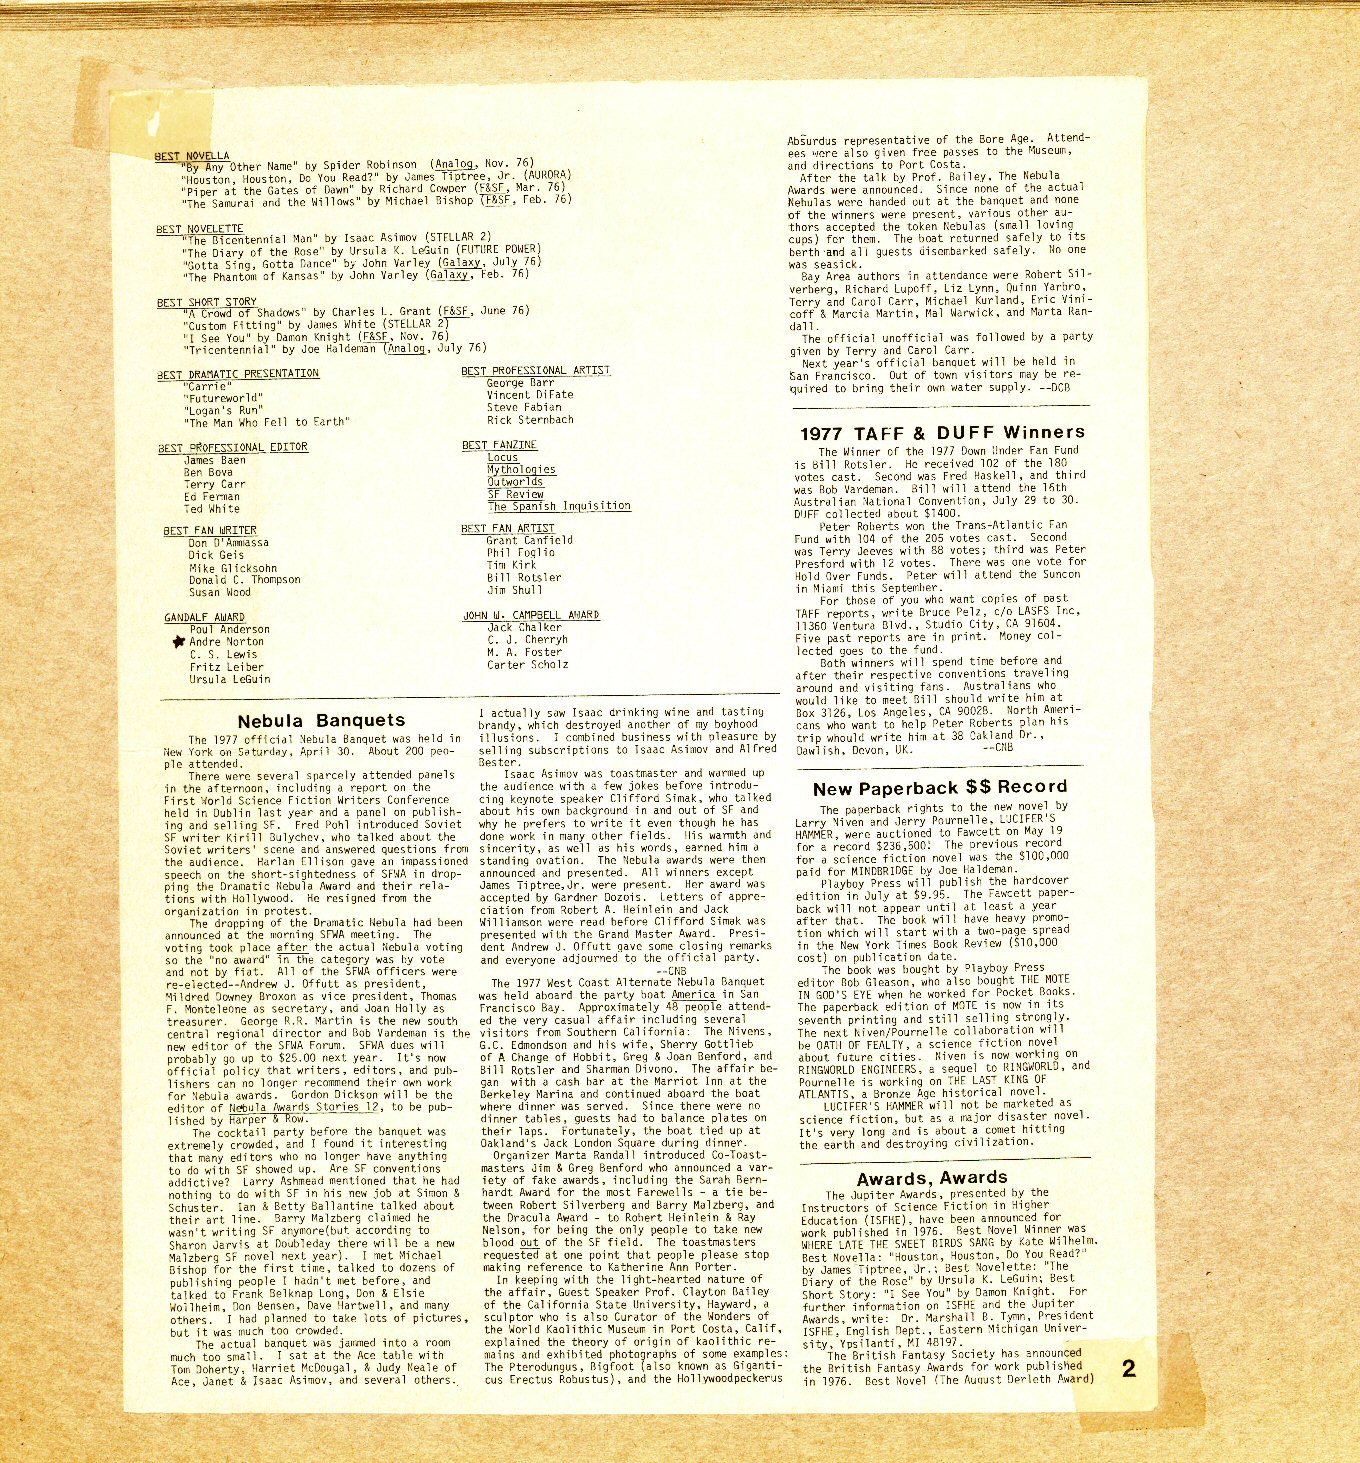 BEST NOVELLA
"By Any Other Name" by Spider Robinson (Analog, Nov. 76)
"Houston, Houston, Do You Read?" by James Tiptree, Jr. (AURORA)
"Piper at the Gates of Dawn" by Richard Cowper (F&SF, Mar. 76)
"The Samurai and the Willows" by Michael Bishop (F&SF, Feb. 76)
BEST NOVELETTE
"The Bicentennial Man" by Isaac Asimov (STELLAR 2)
"The Diary of the Rose" by Ursula K. LeGuin (FUTURE POWER)
"Gotta Sing, Gotta Dance" by John Varley (Galaxy, July 76)
"The Phantom of Kansas" by John Varley (Galaxy, Feb. 76)
BEST SHORT STORY
"A Crowd of Shadows" by Charles L. Grant (F&SF, June 76)
"Custom Fitting" by James White (STELLAR 2)
"I See You" by Damon Knight (F&SF, Nov. 76)
"Tricentennial" by Joe Haldeman (Analog, July 76)
BEST DRAMATIC PRESENTATION
"Carrie"
"Futureworld"
"Logan's Run"
"The Man Who Fell to Earth"
BEST PROFESSIONAL ARTIST
George Barr
Vincent DiFate
Steve Fabian
Rick Sternbach
BEST PROFESSIONAL EDITOR
James Baen
Ben Bova
Terry Carr
Ed Ferman
Ted White
BEST FANZINE
Locus
Mythologies
Outworlds
SF Review
The Spanish Inquisition
BEST FAN WRITER
Don D'Ammassa
Dick Geis
Mike Glicksohn
Donald C. Thompson
Susan Wood
BEST FAN ARTIST
Grant Canfield
Phil Foglio
Tim Kirk
Bill Rotsler
Jim Shull
GANDALF AWARD
Poul Anderson
Andre Norton
C. S. Lewis
Fritz Leiber
Ursula LeGuin
JOHN W. CAMPBELL AWARD
Jack Chalker
C. J. Cherryh
M. A. Foster
Carter Scholz
Nebula Banquets
The 1977 official Nebula Banquet was held in
New York on Saturday, April 30. About 200 peo-
ple attended.
There were several sparcely attended panels
in the afternoon, including a report on the
First World Science Fiction Writers Conference
held in Dublin last year and a panel on publish-
ing and selling SF. Fred Pohl introduced Soviet
SF writer Kirill Bulychev, who talked about the
Soviet writers' scene and answered questions from
the audience. Harlan Ellison gave an impassioned
speech on the short-sightedness of SFWA in drop-
ping the Dramatic Nebula Award and their rela-
tions with Hollywood. He resigned from the
organization in protest.
The dropping of the Dramatic Nebula had been
announced at the morning SFWA meeting. The
voting took place after the actual Nebula voting
so the "no award" in the category was by vote
and not by fiat. All of the SFWA officers were
re-elected--Andrew J. Offutt as president,
Mildred Downey Broxon as vice president, Thomas
F. Monteleone as secretary, and Joan Holly as
treasurer. George R.R. Martin is the new south
central regional director and Bob Vardeman is the
new editor of the SFWA Forum. SFWA dues will
probably go up to $25.00 next year. It's now
official policy that writers, editors, and pub-
lishers can no longer recommend their own work
for Nebula awards. Gordon Dickson will be the
editor of Nebula Awards Stories 12, to be pub-
lished by Harper & Row.
The cocktail party before the banquet was
extremely crowded, and I found it interesting
that many editors who no longer have anything
to do with SF showed up. Are SF conventions
addictive? Larry Ashmead mentioned that he had
nothing to do with SF in his new job at Simon &
Schuster. Ian & Betty Ballantine talked about
their art line. Barry Malzberg claimed he
wasn't writing SF anymore(but according to
Sharon Jarvis at Doubleday there will be a new
Malzberg SF novel next year). I met Michael
Bishop for the first time, talked to dozens of
publishing people I hadn't met before, and
talked to Frank Belknap Long, Don & Elsie
Wollheim, Don Bensen, Dave Hartwell, and many
others. I had planned to take lots of pictures,
but it was much too crowded.
The actual banquet was jammed into a room
much too small. I sat at the Ace table with
Tom Doherty, Harriet McDougal, & Judy Neale of
Ace, Janet & Isaac Asimov, and several others.
I actually saw Isaac drinking wine and tasting
brandy, which destroyed another of my boyhood
illusions. I combined business with pleasure by
selling subscriptions to Isaac Asimov and Alfred
Bester.
Isaac Asimov was toastmaster and warmed up
the audience with a few jokes before introdu-
cing keynote speaker Clifford Simak, who talked
about his own background in and out of SF and
why he prefers to write it even though he has
done work in many other fields. His warmth and
sincerity, as well as his words, earned him a
standing ovation. The Nebula awards were then
announced and presented. All winners except
James Tiptree,Jr. were present. Her award was
accepted by Gardner Dozois. Letters of appre-
ciation from Robert A. Heinlein and Jack
Williamson were read before Clifford Simak was
presented with the Grand Master Award. Presi-
dent Andrew J. Offutt gave some closing remarks
and everyone adjourned to the official party.
--CNB
The 1977 West Coast Alternate Nebula Banquet
was held aboard the party boat America in San
Francisco Bay. Approximately 48 people attend-
ed the very casual affair including several
visitors from Southern California: The Nivens,
G.C. Edmondson and his wife, Sherry Gottlieb
of A Change of Hobbit, Greg & Joan Benford, and
Bill Rotsler and Sharman Divono. The affair be-
gan with a cash bar at the Marriot Inn at the
Berkeley Marina and continued aboard the boat
where dinner was served. Since there were no
dinner tables, guests had to balance plates on
their laps. Fortunately, the boat tied up at
Oakland's Jack London Square during dinner.
Organizer Marta Randall introduced Co-Toast-
masters Jim & Greg Benford who announced a var-
iety of fake awards, including the Sarah Bern-
hardt Award for the most Farewells - a tie be-
tween Robert Silverberg and Barry Malzberg, and
the Dracula Award - to Robert Heinlein & Ray
Nelson, for being the only people to take new
blood out of the SF field. The toastmasters
requested at one point that people please stop
making reference to Katherine Ann Porter.
In keeping with the light-hearted nature of
the affair, Guest Speaker Prof. Clayton Bailey
of the California State University, Hayward, a
sculptor who is also Curator of the Wonders of
the World Kaolithic Museum in Port Costa, Calif,
explained the theory of origin of kaolithic re-
mains and exhibited photographs of some examples:
The Pterodungus, Bigfoot (also known as Giganti-
cus Erectus Robustus), and the Hollywoodpeckerus
Absurdus representative of the Bore Age. Attend-
ees were also given free passes to the Museum,
and directions to Port Costa.
After the talk by Prof. Bailey, The Nebula
Awards were announced. Since none of the actual
Nebulas were handed out at the banquet and none
of the winners were present, various other au-
thors accepted the token Nebulas (small loving
cups) for them. The boat returned safely to its
berth and all guests disembarked safely. No one
was seasick.
Bay Area authors in attendance were Robert Sil-
verberg, Richard Lupoff, Liz Lynn, Quinn Yarbro,
Terry and Carol Carr, Michael Kurland, Eric Vini-
coff & Marcia Martin, Mal Warwick, and Marta Ran-
dall.
The official unofficial was followed by a party
given by Terry and Carol Carr.
Next year's official banquet will be held in
San Francisco. Out of town visitors may be re-
quired to bring their own water supply. --DCB
1977 TAFF & DUFF Winners
The Winner of the 1977 Down Under Fan Fund
is Bill Rotsler. He received 102 of the 180
votes cast. Second was Fred Haskell, and third
was Bob Vardeman. Bill will attend the 16th
Australian National Convention, July 29 to 30.
DUFF collected about $1400.
Peter Roberts won the Trans-Atlantic Fan
Fund with 104 of the 205 votes cast. Second
was Terry Jeeves with 88 votes; third was Peter
Presford with 12 votes. There was one vote for
Hold Over Funds. Peter will attend the Suncon
in Miami this September.
For those of you who want copies of past
TAFF reports, write Bruce Pelz, c/o LASFS Inc,
11360 Ventura Blvd., Studio City, CA 91604.
Five past reports are in print. Money col-
lected goes to the fund.
Both winners will spend time before and
after their respective conventions traveling
around and visiting fans. Australians who
would like to meet Bill should write him at
Box 3126, Los Angeles, CA 90028. North Ameri-
cans who want to help Peter Roberts plan his
trip whould write him at 38 Oakland Dr.,
Dawlish, Devon, UK. --CNB
New Paperback $$ Record
The paperback rights to the new novel by
Larry Niven and Jerry Pournelle, LUCIFER'S
HAMMER, were auctioned to Fawcett on May 19
for a record $236,500! The previous record
for a science fiction novel was the $100,000
paid for MINDBRIDGE by Joe Haldeman.
Playboy Press will publish the hardcover
edition in July at $9.95. The Fawcett paper-
back will not appear until at least a year
after that. The book will have heavy promo-
tion which will start with a two-page spread
in the New York Times Book Review ($10,000
cost) on publication date.
The book was bought by Playboy Press
editor Bob Gleason, who also bought THE MOTE
IN GOD'S EYE when he worked for Pocket Books.
The paperback edition of MOTE is now in its
seventh printing and still selling strongly.
The next Niven/Pournelle collaboration will
be OATH OF FEALTY, a science fiction novel
about future cities. Niven is now working on
RINGWORLD ENGINEERS, a sequel to RINGWORLD, and
Pournelle is working on THE LAST KING OF
ATLANTIS, a Bronze Age historical novel.
LUCIFER'S HAMMER will not be marketed as
science fiction, but as a major disaster novel.
It's very long and is about a comet hitting
the earth and destroying civilization.
Awards, Awards
The Jupiter Awards, presented by the
Instructors of Science Fiction in Higher
Education (ISFHE), have been announced for
work published in 1976. Best Novel Winner was
WHERE LATE THE SWEET BIRDS SANG by Kate Wilhelm.
Best Novella: "Houston, Houston, Do You Read?"
by James Tiptree, Jr.; Best Novelette: "The
Diary of the Rose" by Ursula K. LeGuin; Best
Short Story: "I See You" by Damon Knight. For
further information on ISFHE and the Jupiter
Awards, write: Dr. Marshall B. Tymn, President
ISFHE, English Dept., Eastern Michigan Univer-
sity, Ypsilanti, MI 48197.
The British Fantasy Society has announced
the British Fantasy Awards for work published
in 1976. Best Novel (The August Derleth Award)
2